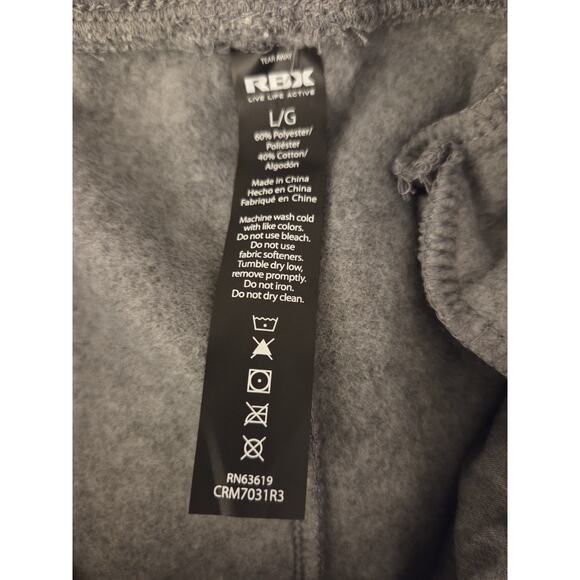 TEAR AWAY
RBX
LIVE LIFE ACTIVE
L/G
60% Polyester/
Poliéster
40% Cotton/
Algodón
Made in China
Hecho en China
Fabriqué en Chine
Machine wash cold
with like colors.
Do not use bleach.
Do not use
fabric softeners.
Tumble dry low,
remove promptly.
Do not iron.
Do not dry clean.
RN63619
CRM7031R3